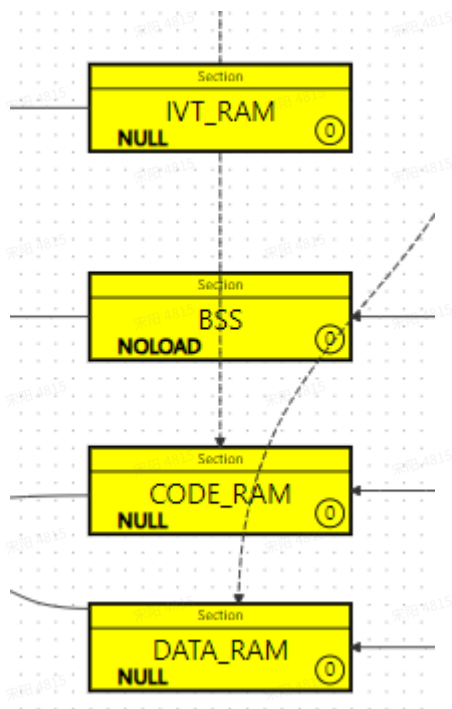 Section
IVT_RAM
NULL
0
Section
BSS
NOLOAD
0
Section
CODE_RAM
NULL
0
Section
DATA_RAM
NULL
0